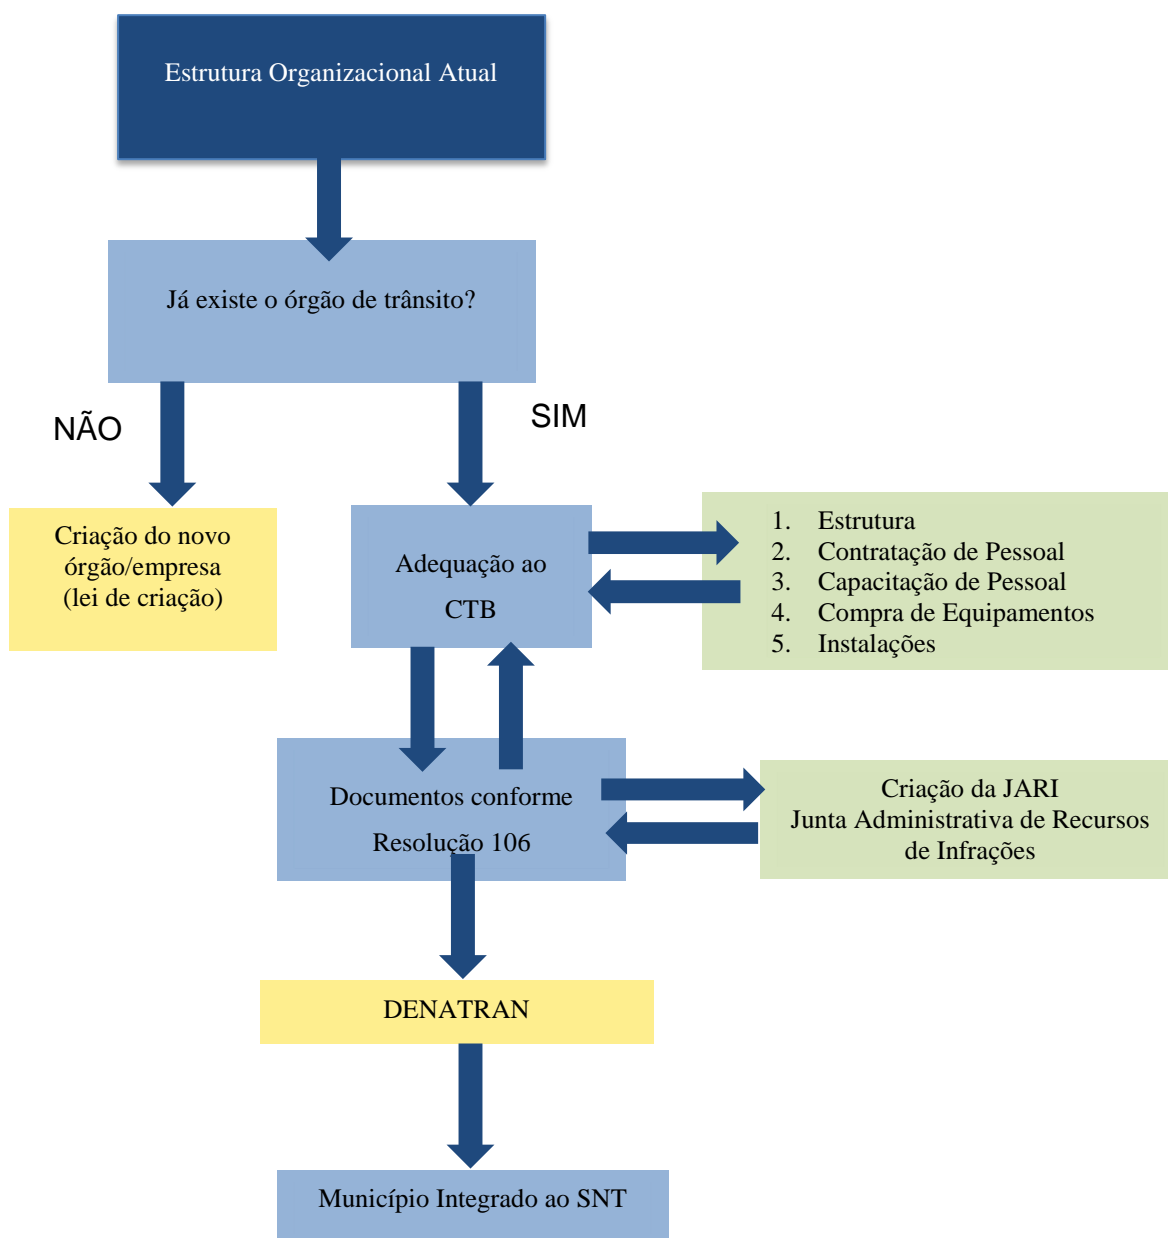 Estrutura Organizacional Atual
Já existe o órgão de trânsito?
NÃO
SIM
Criação do novo
órgão/empresa
(lei de criação)
Adequação ao
CTB
1. Estrutura
2. Contratação de Pessoal
3. Capacitação de Pessoal
4. Compra de Equipamentos
5. Instalações
Documentos conforme
Resolução 106
Criação da JARI
Junta Administrativa de Recursos
de Infrações
DENATRAN
Município Integrado ao SNT